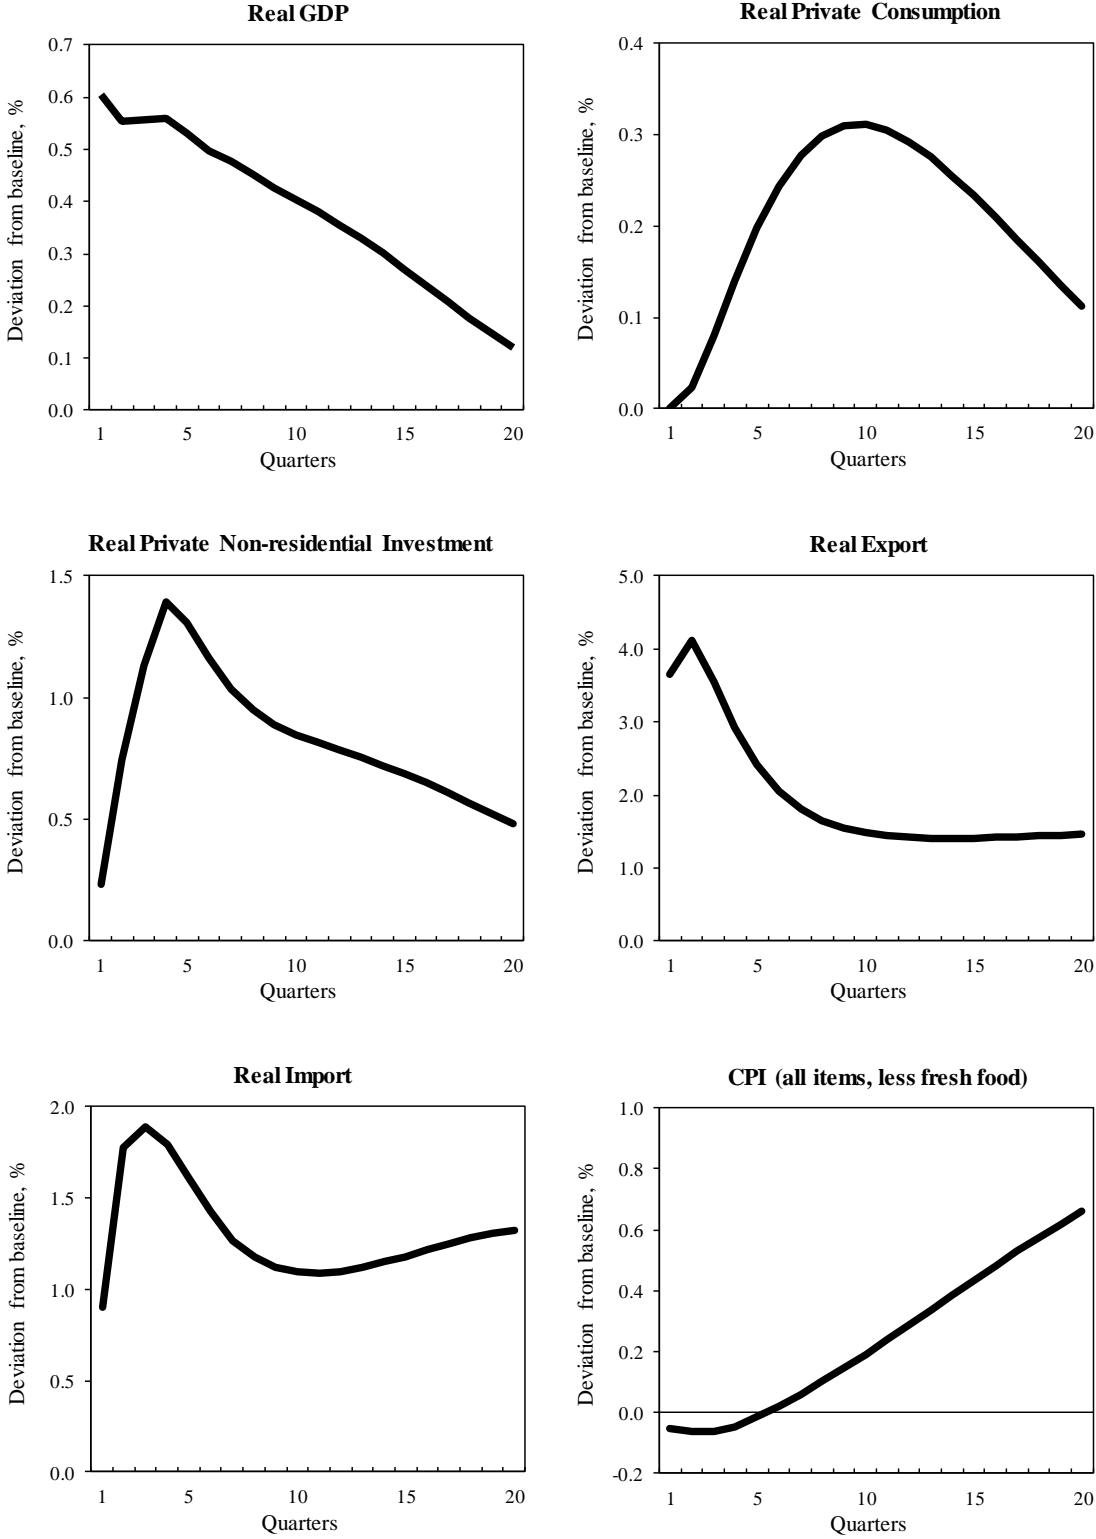 Real GDP
Deviation from baseline, %
0.7
0.6
0.5
0.4
0.3
0.2
0.1
0.0
1 5 10 15 20
Quarters
Real Private Consumption
Deviation from baseline, %
0.4
0.3
0.2
0.1
0.0
1 5 10 15 20
Quarters
Real Private Non-residential Investment
Deviation from baseline, %
1.5
1.0
0.5
0.0
1 5 10 15 20
Quarters
Real Export
Deviation from baseline, %
5.0
4.0
3.0
2.0
1.0
0.0
1 5 10 15 20
Quarters
Real Import
Deviation from baseline, %
2.0
1.5
1.0
0.5
0.0
1 5 10 15 20
Quarters
CPI (all items, less fresh food)
Deviation from baseline, %
1.0
0.8
0.6
0.4
0.2
0.0
-0.2
1 5 10 15 20
Quarters